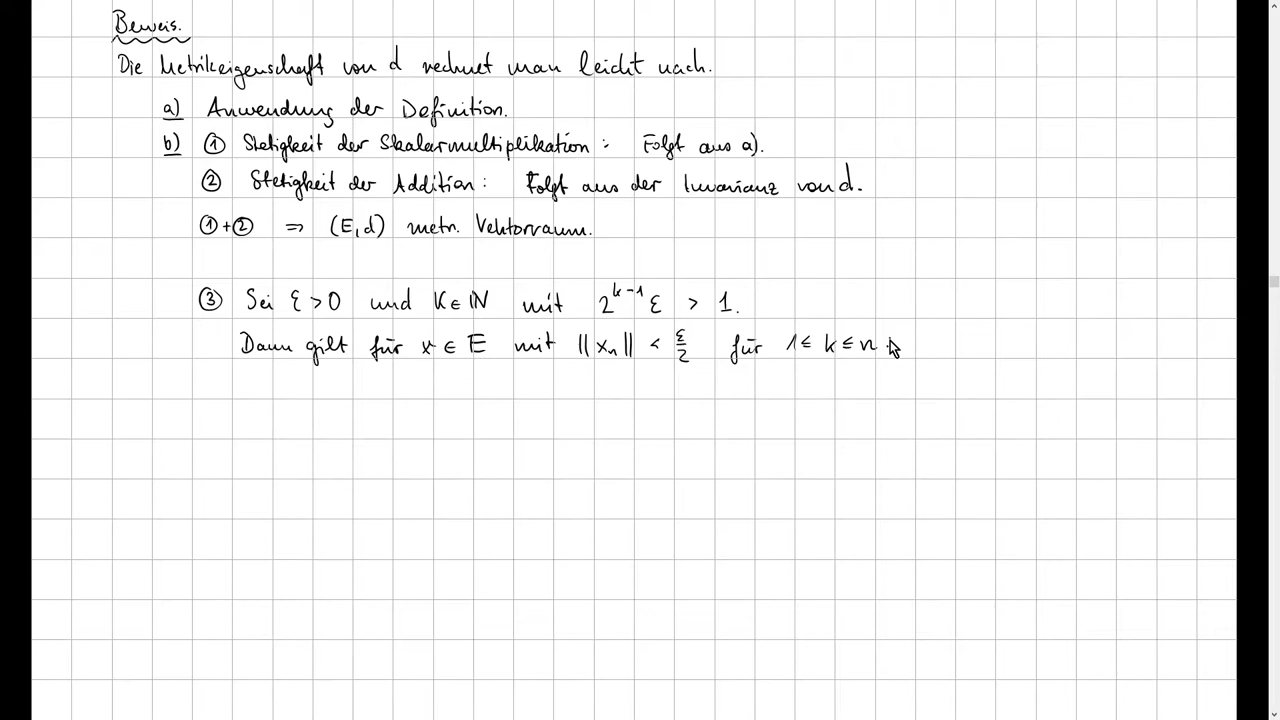 Beweis.
Die Metrikeigenschaft von d rechnet man leicht nach.
a) Anwendung der Definition.
b) ① Stetigkeit der Skalarmultiplikation: Folgt aus a).
② Stetigkeit der Addition: Folgt aus der Invarianz von d.
①+② ⇒ (E,d) metr. Vektorraum.
③ Sei ε > 0 und K ∈ ℕ mit 2^{k-1} ε > 1.
Dann gilt für x ∈ E mit ||x_n|| < ε/2 für 1 ≤ k ≤ n